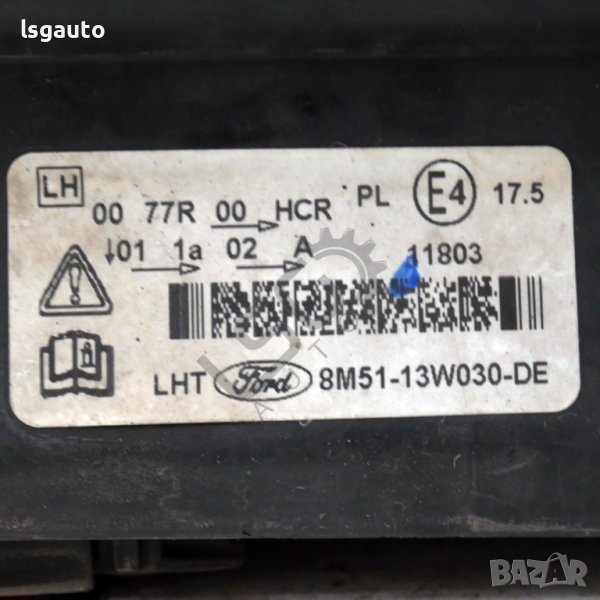 lsgauto
LH
00 77R 00 HCR PL E4 17.5
↓01 1a 02 A 11803
LHT Ford 8M51-13W030-DE
BAZAR